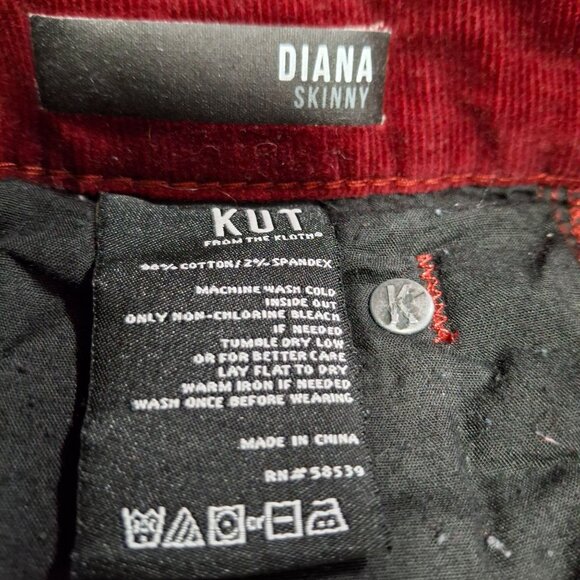 DIANA
SKINNY
KUT
FROM THE KLOTH®
98% COTTON/2% SPANDEX
MACHINE WASH COLD
INSIDE OUT
ONLY NON-CHLORINE BLEACH
IF NEEDED
TUMBLE DRY LOW
OR FOR BETTER CARE
LAY FLAT TO DRY
WARM IRON IF NEEDED
WASH ONCE BEFORE WEARING
MADE IN CHINA
RN# 58539
or
K